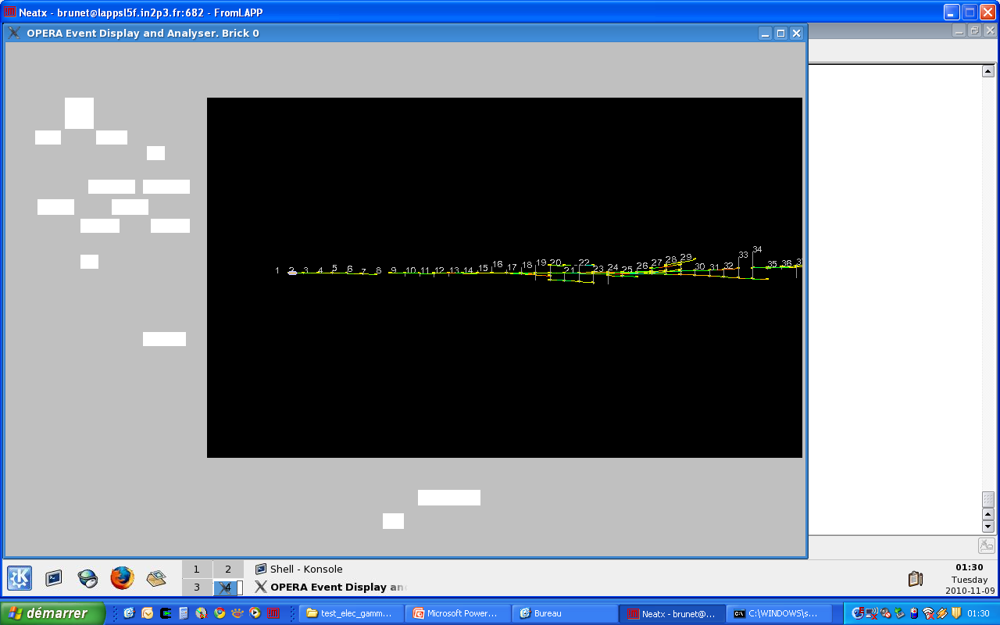 Neatx - brunet@lappsl5f.in2p3.fr:682 - FromLAPP
OPERA Event Display and Analyser. Brick 0
1 2 3 4 5 6 7 8 9 10 11 12 13 14 15 16 17 18 19 20 21 22 23 24 25 26 27 28 29 30 31 32 33 34 35 36
1 2
Shell - Konsole
3 4
OPERA Event Display and
01:30
Tuesday
2010-11-09
démarrer
test_elec_gamm...
Microsoft Power...
Bureau
Neatx - brunet@...
C:\WINDOWS\s...
01:30